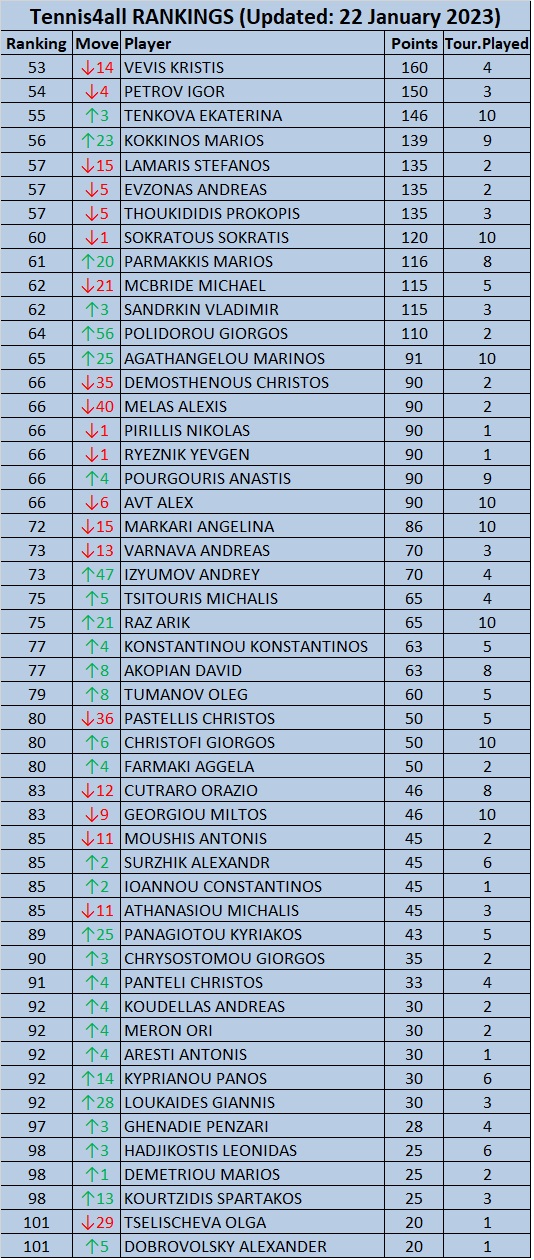 Tennis4all RANKINGS (Updated: 22 January 2023)
Ranking Move Player Points Tour.Played
53 ↓14 VEVIS KRISTIS 160 4
54 ↓4 PETROV IGOR 150 3
55 ↑3 TENKOVA EKATERINA 146 10
56 ↑23 KOKKINOS MARIOS 139 9
57 ↓15 LAMARIS STEFANOS 135 2
57 ↓5 EVZONAS ANDREAS 135 2
57 ↓5 THOUKIDIDIS PROKOPIS 135 3
60 ↓1 SOKRATOUS SOKRATIS 120 10
61 ↑20 PARMAKKIS MARIOS 116 8
62 ↓21 MCBRIDE MICHAEL 115 5
62 ↑3 SANDRKIN VLADIMIR 115 3
64 ↑56 POLIDOROU GIORGOS 110 2
65 ↑25 AGATHANGELOU MARINOS 91 10
66 ↓35 DEMOSTHENOUS CHRISTOS 90 2
66 ↓40 MELAS ALEXIS 90 2
66 ↓1 PIRILLIS NIKOLAS 90 1
66 ↓1 RYEZNIK YEVGEN 90 1
66 ↑4 POURGOURIS ANASTIS 90 9
66 ↓6 AVT ALEX 90 10
72 ↓15 MARKARI ANGELINA 86 10
73 ↓13 VARNAVA ANDREAS 70 3
73 ↑47 IZYUMOV ANDREY 70 4
75 ↑5 TSITOURIS MICHALIS 65 4
75 ↑21 RAZ ARIK 65 10
77 ↑4 KONSTANTINOU KONSTANTINOS 63 5
77 ↑8 AKOPIAN DAVID 63 8
79 ↑8 TUMANOV OLEG 60 5
80 ↓36 PASTELLIS CHRISTOS 50 5
80 ↑6 CHRISTOFI GIORGOS 50 10
80 ↑4 FARMAKI AGGELA 50 2
83 ↓12 CUTRARO ORAZIO 46 8
83 ↓9 GEORGIOU MILTOS 46 10
85 ↓11 MOUSHIS ANTONIS 45 2
85 ↑2 SURZHIK ALEXANDR 45 6
85 ↑2 IOANNOU CONSTANTINOS 45 1
85 ↓11 ATHANASIOU MICHALIS 45 3
89 ↑25 PANAGIOTOU KYRIAKOS 43 5
90 ↑3 CHRYSOSTOMOU GIORGOS 35 2
91 ↑4 PANTELI CHRISTOS 33 4
92 ↑4 KOUDELLAS ANDREAS 30 2
92 ↑4 MERON ORI 30 2
92 ↑4 ARESTI ANTONIS 30 1
92 ↑14 KYPRIANOU PANOS 30 6
92 ↑28 LOUKAIDES GIANNIS 30 3
97 ↑3 GHENADIE PENZARI 28 4
98 ↑3 HADJIKOSTIS LEONIDAS 25 6
98 ↑1 DEMETRIOU MARIOS 25 2
98 ↑13 KOURTZIDIS SPARTAKOS 25 3
101 ↓29 TSELISCHEVA OLGA 20 1
101 ↑5 DOBROVOLSKY ALEXANDER 20 1